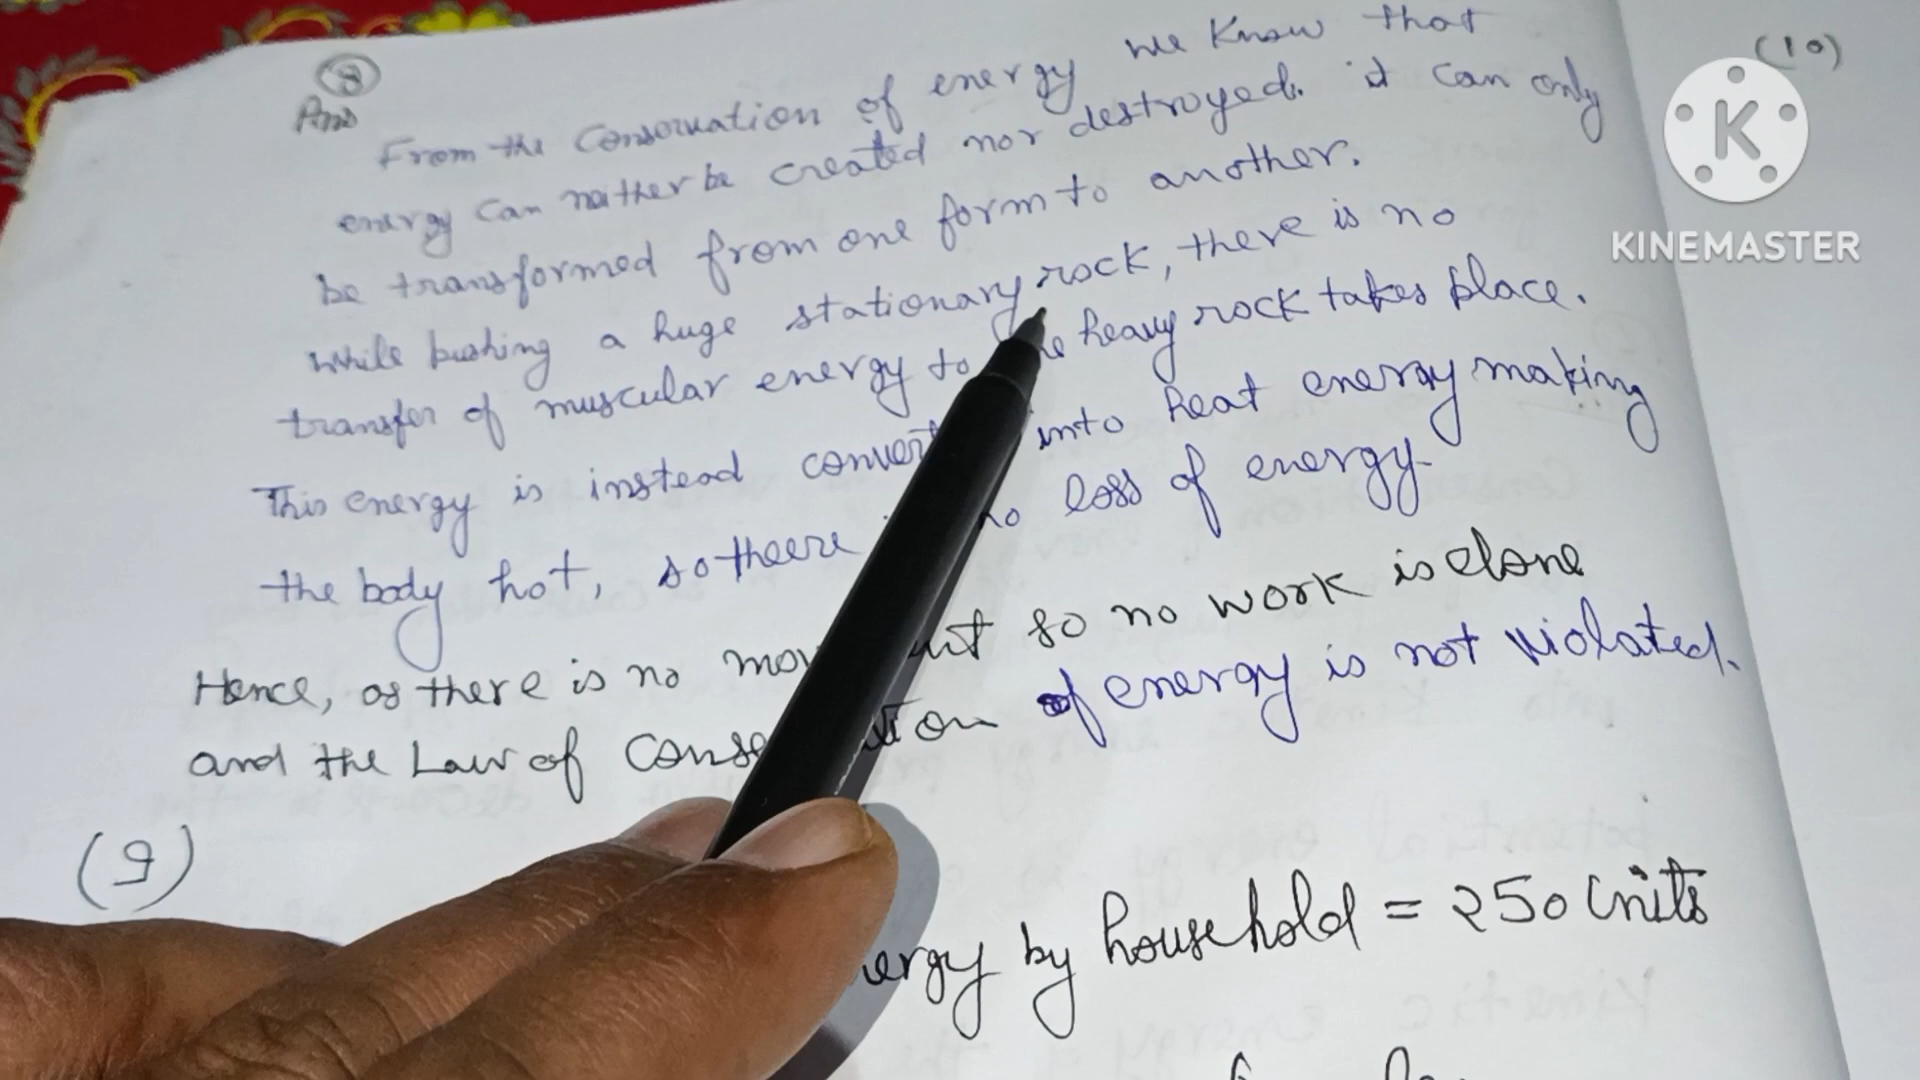 (8)
Ans
From the Conservation of energy we know that
energy can neither be created nor destroyed. it can only
be transformed from one form to another.
while pushing a huge stationary rock, there is no
transfer of muscular energy to heavy rock takes place.
This energy is instead into heat energy making
the body hot, so theere loss of energy.
Hence, as there is no so no work is done
and the Law of of energy is not violated.
(9)
by household = 250 Units
(10)
K
KINEMASTER